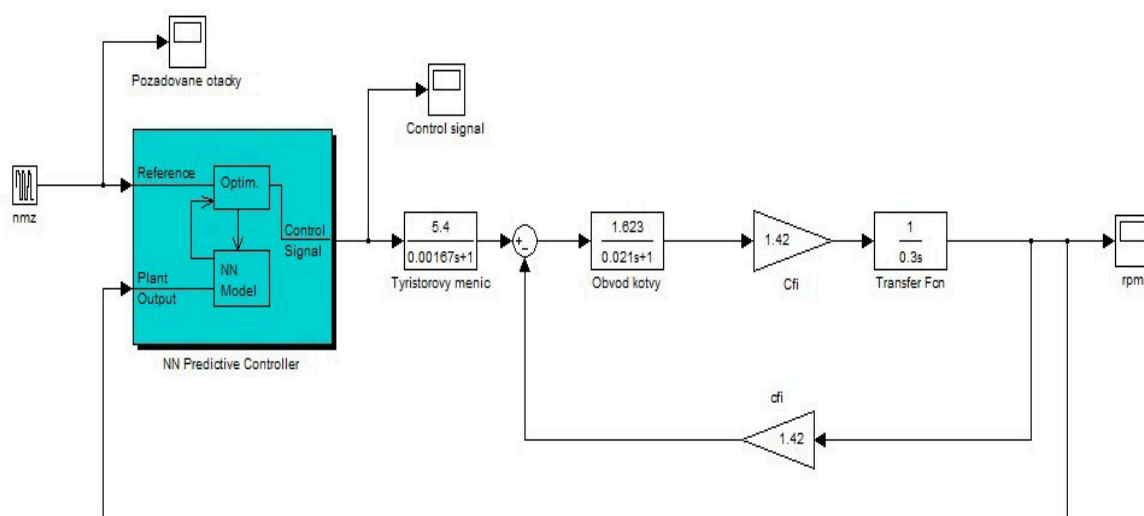 Pozadovane otacky
Control signal
nmz
Reference
Optim.
Control
Signal
Plant
Output
NN
Model
NN Predictive Controller
5.4
0.00167s+1
Tyristorovy menic
+
-
1.623
0.021s+1
Obvod kotvy
1.42
Cfi
1
0.3s
Transfer Fcn
rpm
cfi
1.42